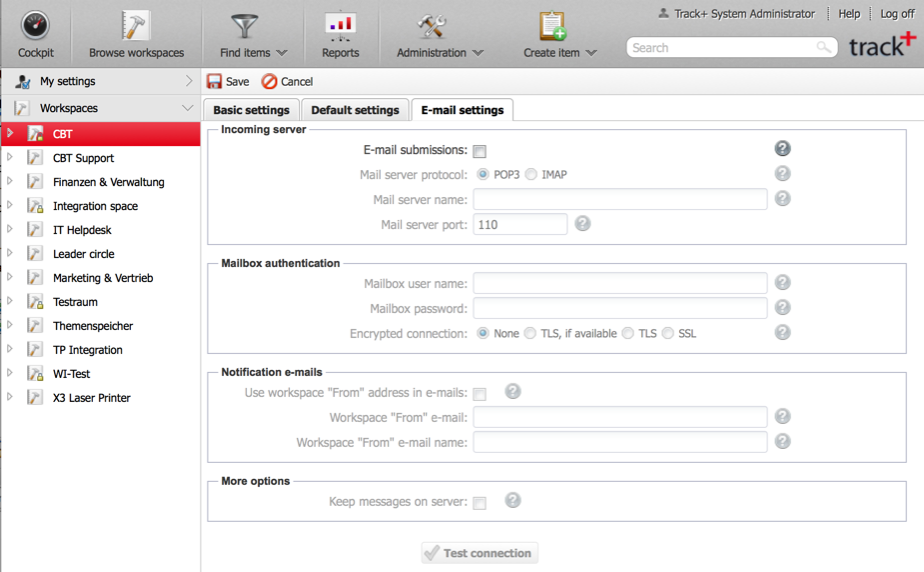 Track+ System Administrator Help Log off
Cockpit Browse workspaces Find items Reports Administration Create item Search track+
My settings Save Cancel
Workspaces Basic settings Default settings E-mail settings
CBT
CBT Support
Finanzen & Verwaltung
Integration space
IT Helpdesk
Leader circle
Marketing & Vertrieb
Testraum
Themenspeicher
TP Integration
WI-Test
X3 Laser Printer
Incoming server
E-mail submissions: ?
Mail server protocol: POP3 IMAP ?
Mail server name: ?
Mail server port: 110 ?
Mailbox authentication
Mailbox user name: ?
Mailbox password: ?
Encrypted connection: None TLS, if available TLS SSL ?
Notification e-mails
Use workspace "From" address in e-mails: ?
Workspace "From" e-mail: ?
Workspace "From" e-mail name: ?
More options
Keep messages on server: ?
Test connection